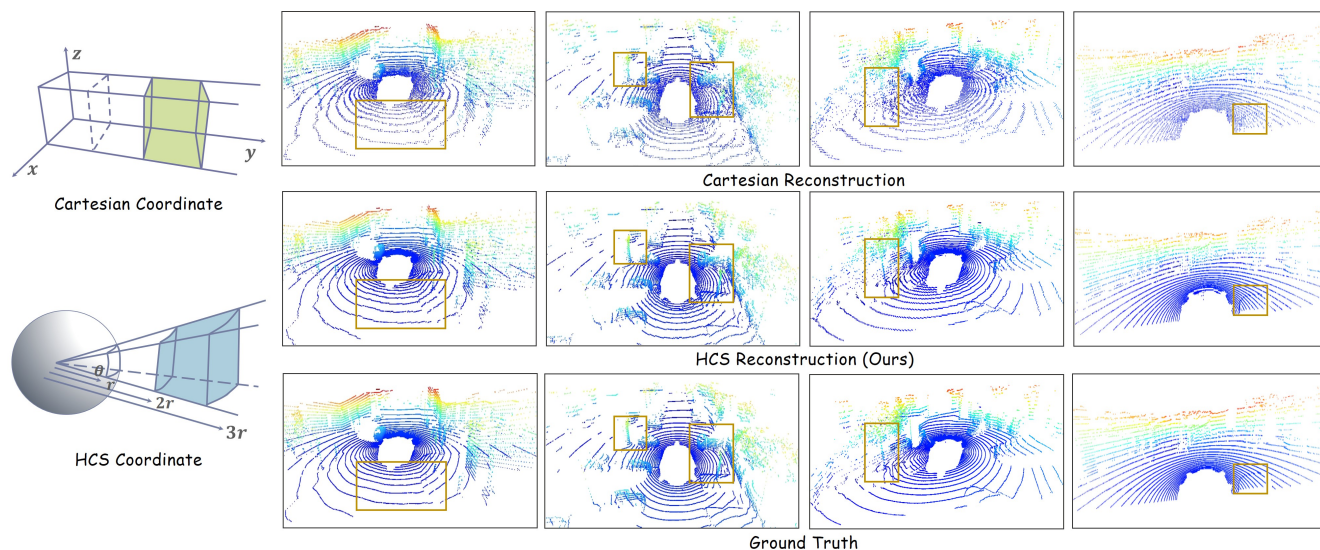 z
y
x
Cartesian Coordinate
Cartesian Reconstruction
HCS Reconstruction (Ours)
θ
r
2r
3r
HCS Coordinate
Ground Truth